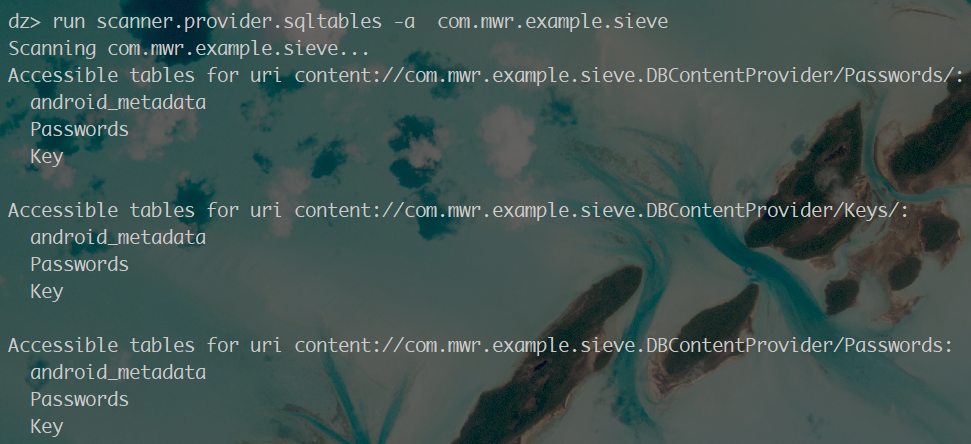 dz> run scanner.provider.sqltables -a  com.mwr.example.sieve
Scanning com.mwr.example.sieve...
Accessible tables for uri content://com.mwr.example.sieve.DBContentProvider/Passwords/:
  android_metadata
  Passwords
  Key

Accessible tables for uri content://com.mwr.example.sieve.DBContentProvider/Keys/:
  android_metadata
  Passwords
  Key

Accessible tables for uri content://com.mwr.example.sieve.DBContentProvider/Passwords:
  android_metadata
  Passwords
  Key